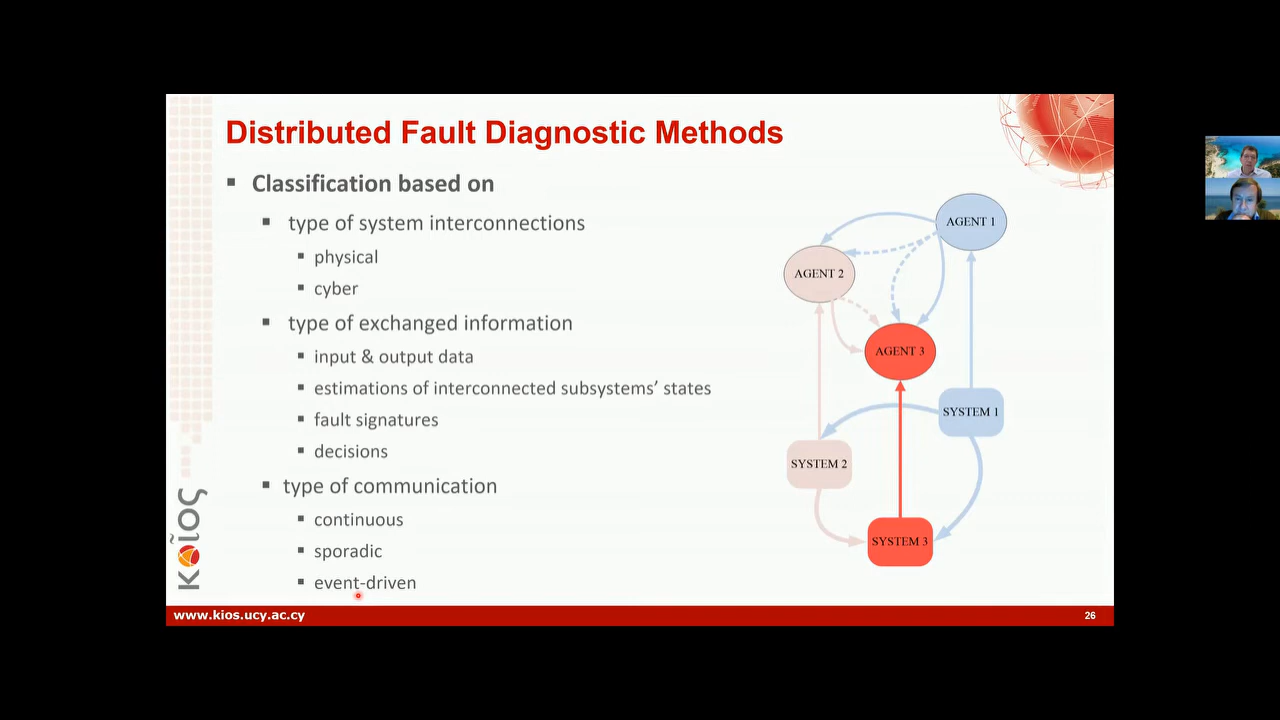 Distributed Fault Diagnostic Methods
Classification based on
type of system interconnections
physical
cyber
type of exchanged information
input & output data
estimations of interconnected subsystems’ states
fault signatures
decisions
type of communication
continuous
sporadic
event-driven
AGENT 1
AGENT 2
AGENT 3
SYSTEM 1
SYSTEM 2
SYSTEM 3
κοῖος
www.kios.ucy.ac.cy
26